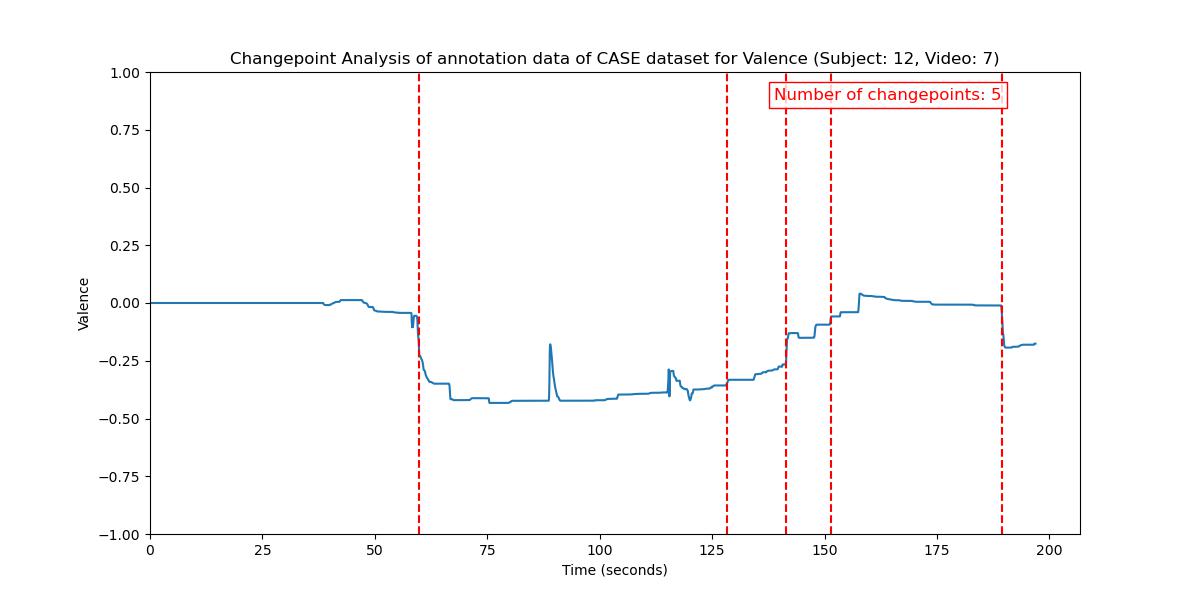 Changepoint Analysis of annotation data of CASE dataset for Valence (Subject: 12, Video: 7)
Number of changepoints: 5
Valence
1.00
0.75
0.50
0.25
0.00
−0.25
−0.50
−0.75
−1.00
0 25 50 75 100 125 150 175 200
Time (seconds)